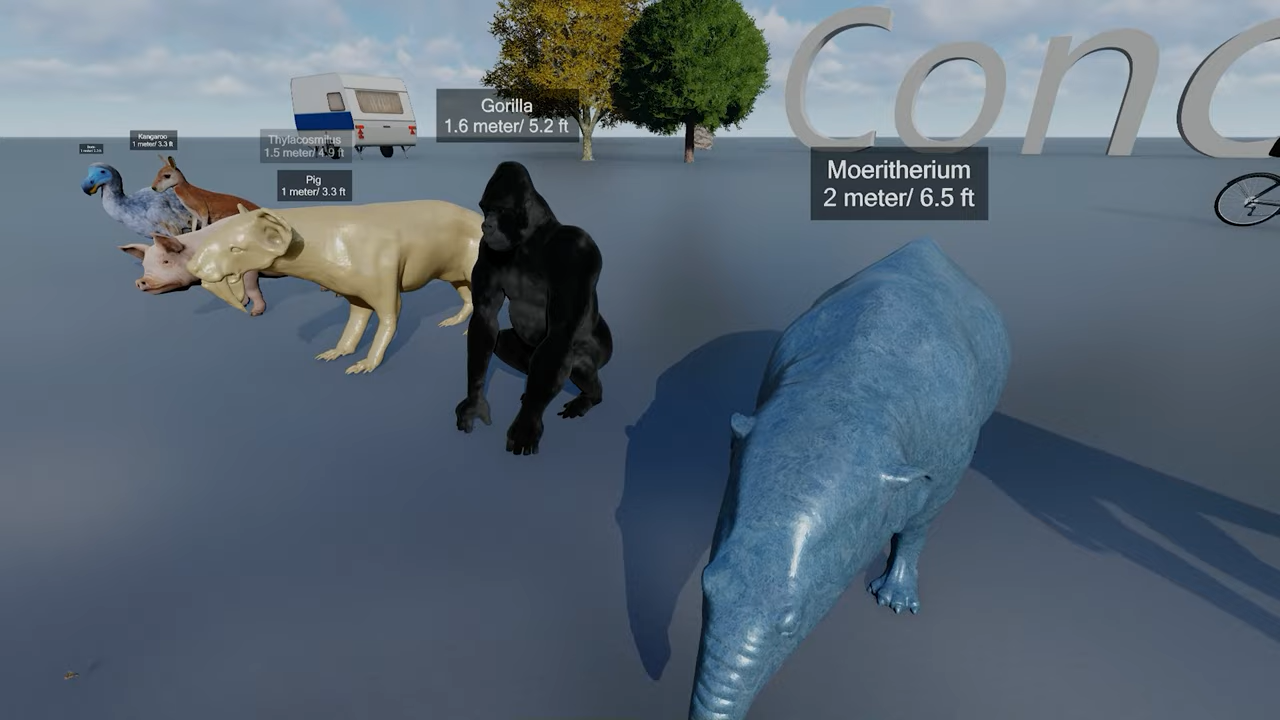 Conc
Gorilla
1.6 meter/ 5.2 ft
Kangaroo
1 meter/ 3.3 ft
Thylacosmilus
1.5 meter/ 4.9 ft
Pig
1 meter/ 3.3 ft
Moeritherium
2 meter/ 6.5 ft